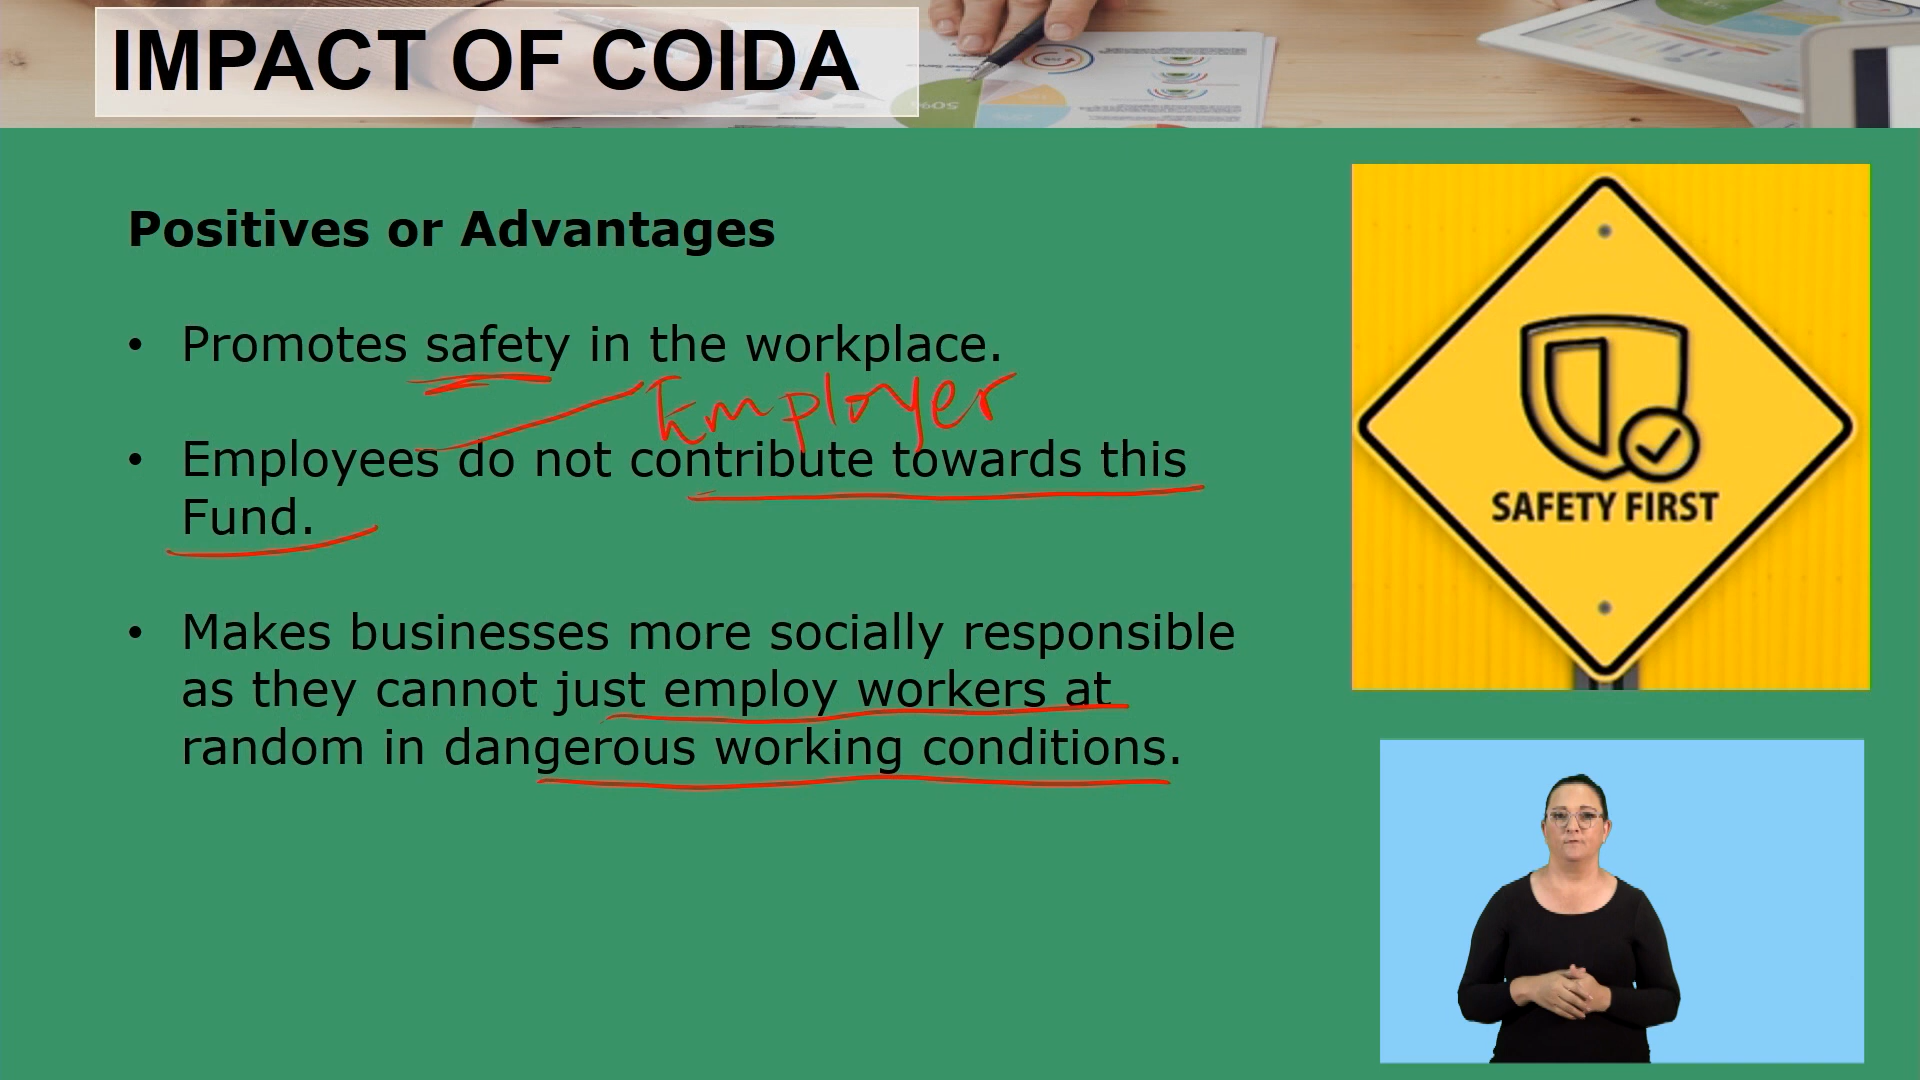 IMPACT OF COIDA
Positives or Advantages
• Promotes safety in the workplace.
Employer
• Employees do not contribute towards this
Fund.
• Makes businesses more socially responsible
as they cannot just employ workers at
random in dangerous working conditions.
SAFETY FIRST
50%